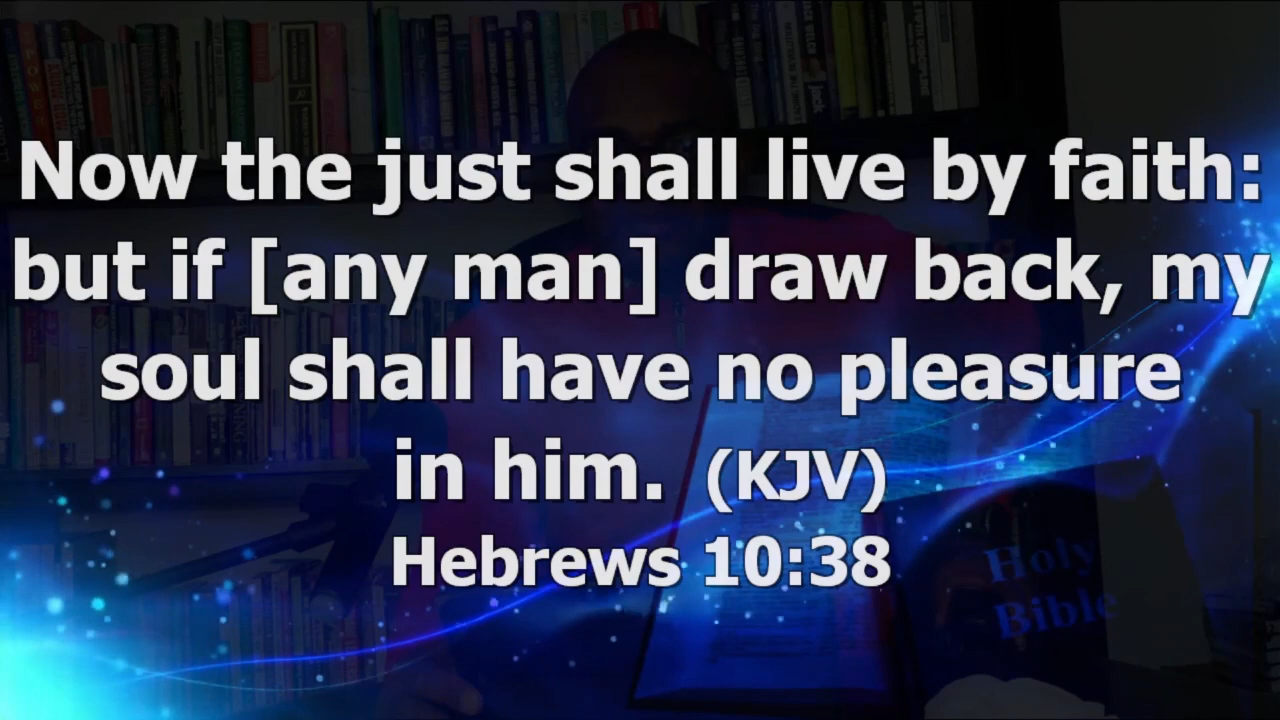 Now the just shall live by faith:
but if [any man] draw back, my
soul shall have no pleasure
in him. (KJV)
Hebrews 10:38
Holy
Bible